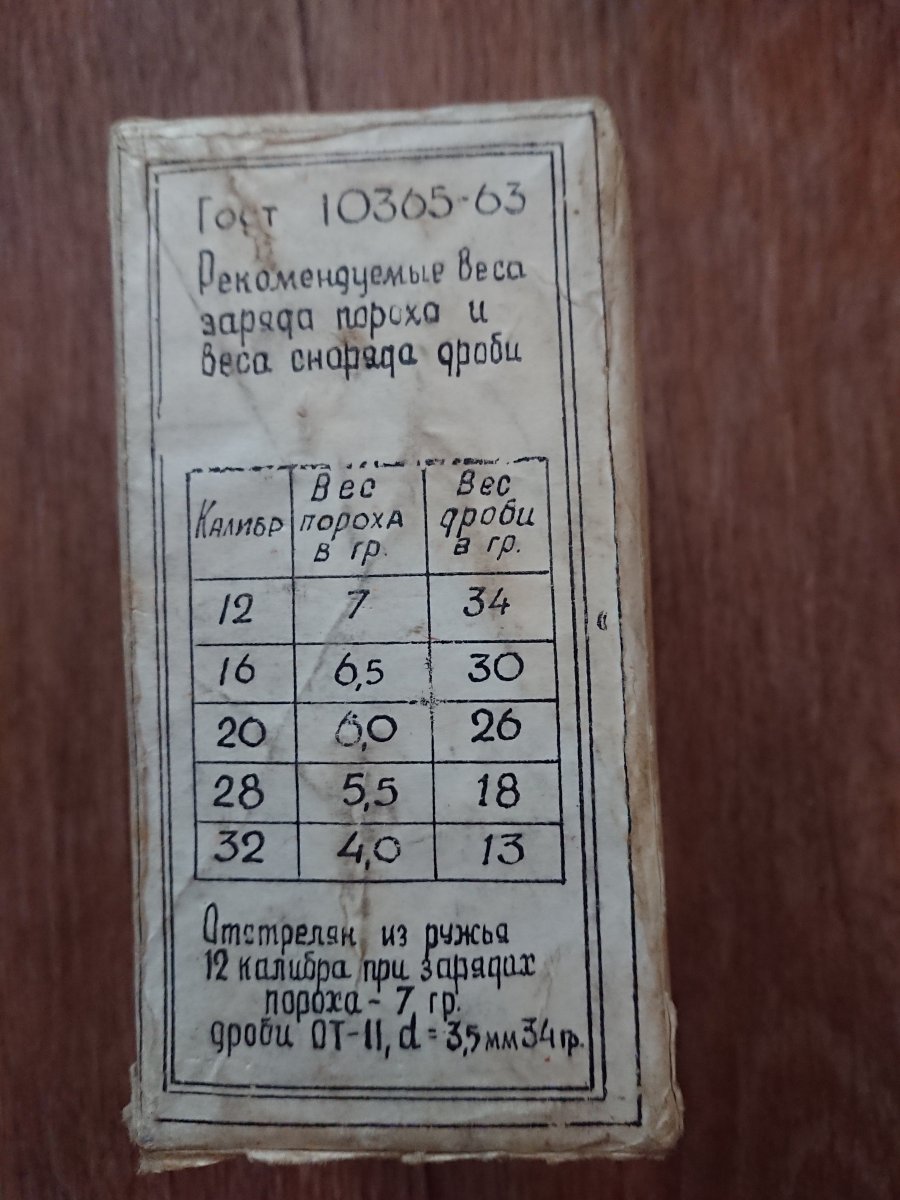 Гост 10365-63
Рекомендуемые веса
заряда пороха и
веса снаряда дроби
Калибр Вес пороха в гр. Вес дроби в гр.
12 7 34
16 6,5 30
20 6,0 26
28 5,5 18
32 4,0 13
Отстрелян из ружья
12 калибра при зарядах
пороха - 7 гр.
дроби ОТ-II, d = 3,5 мм 34 гр.